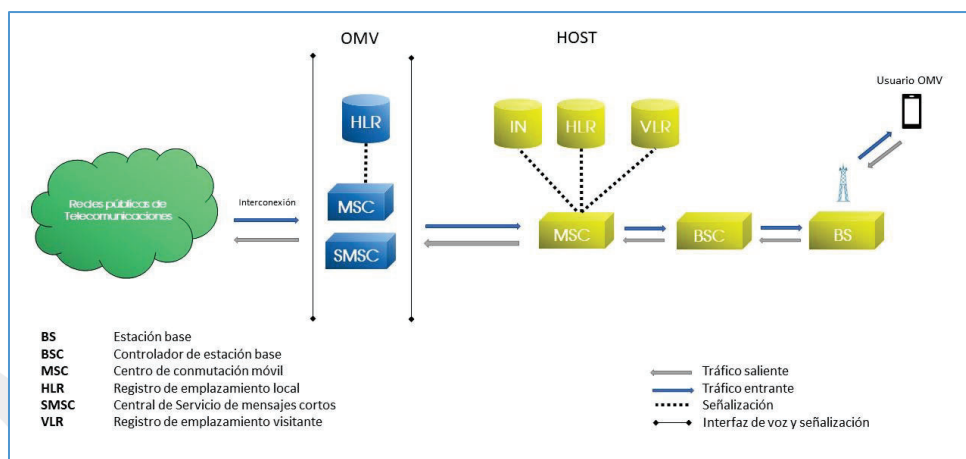 OMV
HOST
Usuario OMV
HLR
IN
HLR
VLR
Redes públicas de
Telecomunicaciones
Interconexión
MSC
SMSC
MSC
BSC
BS
BS Estación base
BSC Controlador de estación base
MSC Centro de conmutación móvil
HLR Registro de emplazamiento local
SMSC Central de Servicio de mensajes cortos
VLR Registro de emplazamiento visitante
Tráfico saliente
Tráfico entrante
Señalización
Interfaz de voz y señalización